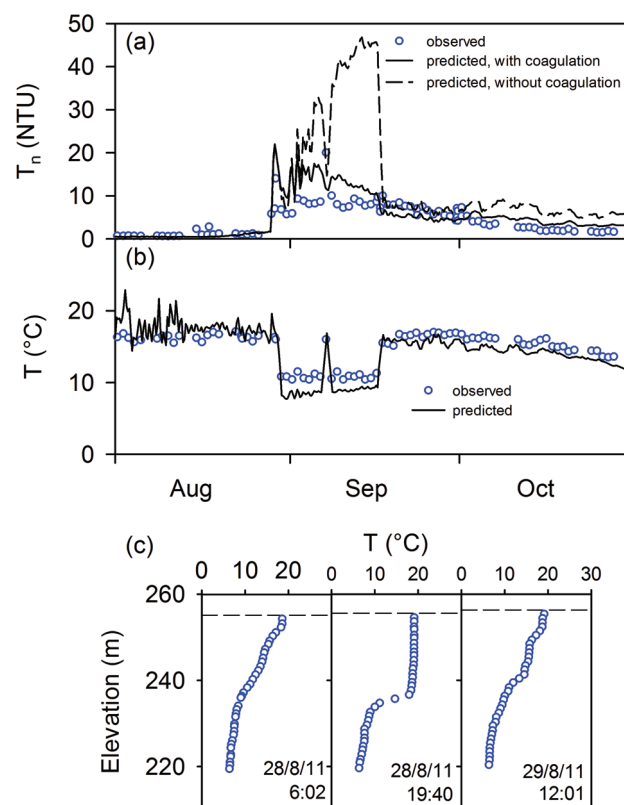 50
(a)
observed
40
predicted, with coagulation
predicted, without coagulation
30
Tn (NTU)
20
10
0
(b)
20
T (°C)
10
observed
predicted
0
Aug Sep Oct
(c) T (°C)
0 10 20 0 10 20 0 10 20 30
260
Elevation (m)
240
220
28/8/11 28/8/11 29/8/11
6:02 19:40 12:01